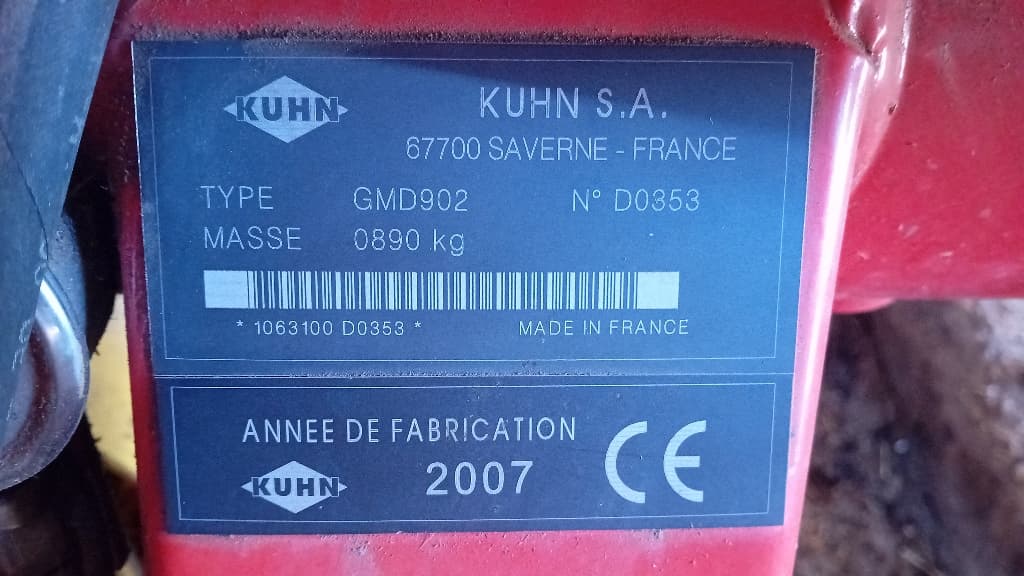 KUHN
KUHN S.A.
67700 SAVERNE - FRANCE
TYPE GMD902 N° D0353
MASSE 0890 kg
* 1063100 D0353 * MADE IN FRANCE
ANNEE DE FABRICATION
KUHN 2007 CE